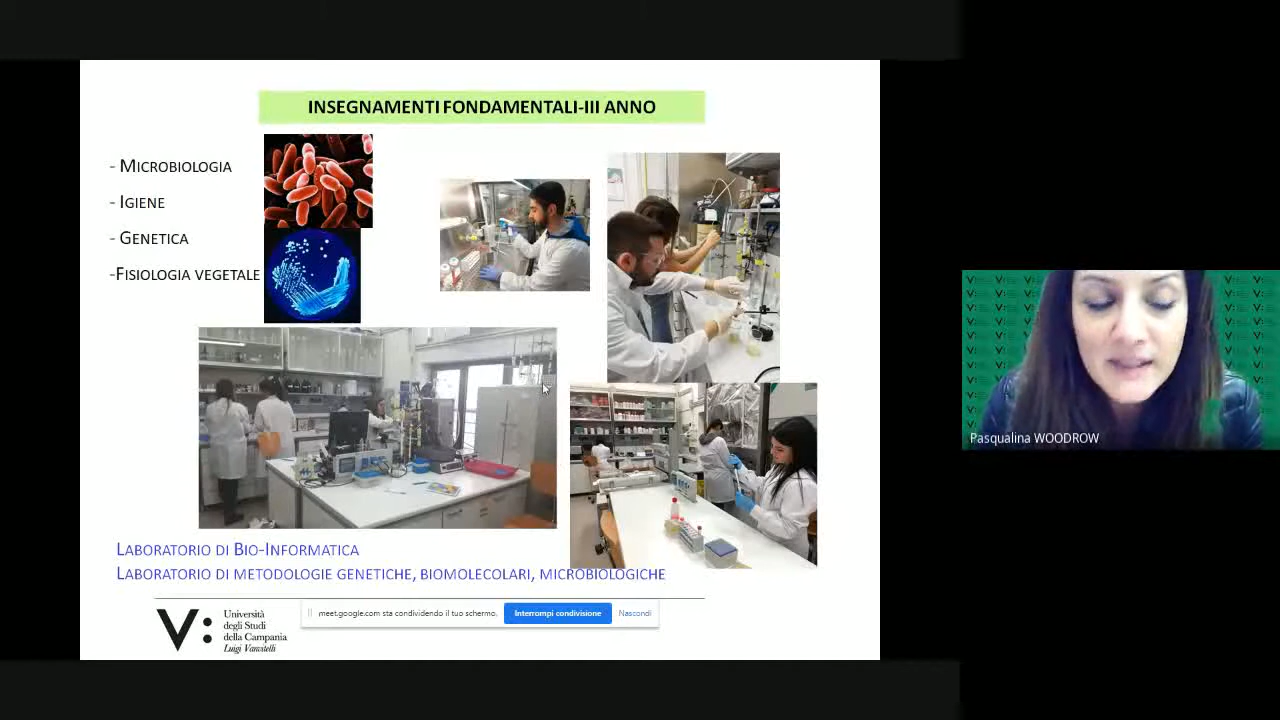 INSEGNAMENTI FONDAMENTALI-III ANNO
- MICROBIOLOGIA
- IGIENE
- GENETICA
-FISIOLOGIA VEGETALE
LABORATORIO DI BIO-INFORMATICA
LABORATORIO DI METODOLOGIE GENETICHE, BIOMOLECOLARI, MICROBIOLOGICHE
V:
Università
degli Studi
della Campania
Luigi Vanvitelli
meet.google.com sta condividendo il tuo schermo.
Interrompi condivisione
Nascondi
Pasqualina WOODROW